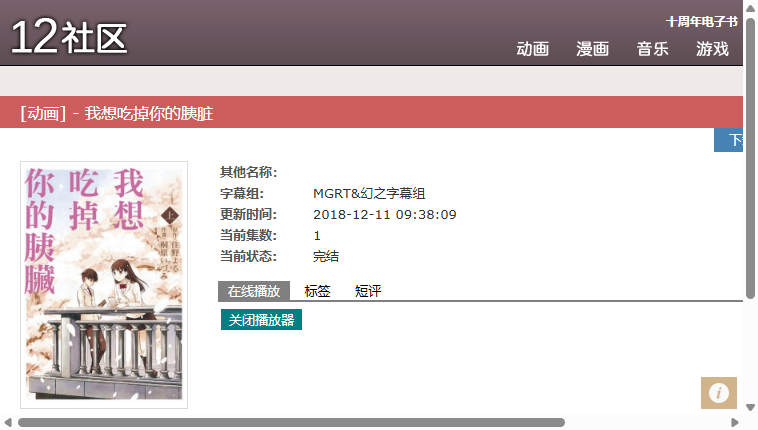 十周年电子书
12社区
动画 漫画 音乐 游戏
[动画] - 我想吃掉你的胰脏
下
我想
吃掉
你的胰臓
上
住野よる
桐原いづみ
其他名称:
字幕组: MGRT&幻之字幕组
更新时间: 2018-12-11 09:38:09
当前集数: 1
当前状态: 完结
在线播放 标签 短评
关闭播放器
i